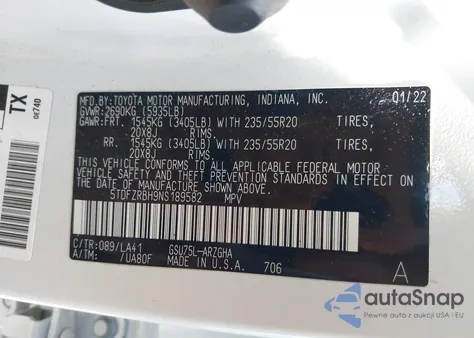 MFD. BY: TOYOTA MOTOR MANUFACTURING, INDIANA, INC. 01/22
GVWR: 2690KG (5935LB)
GAWR: FRT. 1545KG (3405LB) WITH 235/55R20 TIRES,
20X8J RIMS
RR. 1545KG (3405LB) WITH 235/55R20 TIRES,
20X8J RIMS
THIS VEHICLE CONFORMS TO ALL APPLICABLE FEDERAL MOTOR
VEHICLE SAFETY AND THEFT PREVENTION STANDARDS
IN EFFECT ON THE DATE OF MANUFACTURE SHOWN ABOVE.
5TDFZRBH9NS189582 MPV
C/TR: 089/LA41 GSU75L-ARZGHA
A/TM: /UA80F MADE IN U.S.A. 706 A
TX
0E740
autoSnap
Pewne auta z aukcji USA i EU